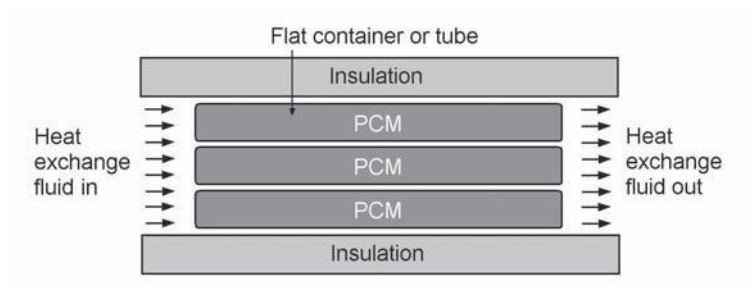 Flat container or tube
Insulation
PCM
PCM
PCM
Heat
exchange
fluid in
Heat
exchange
fluid out
Insulation